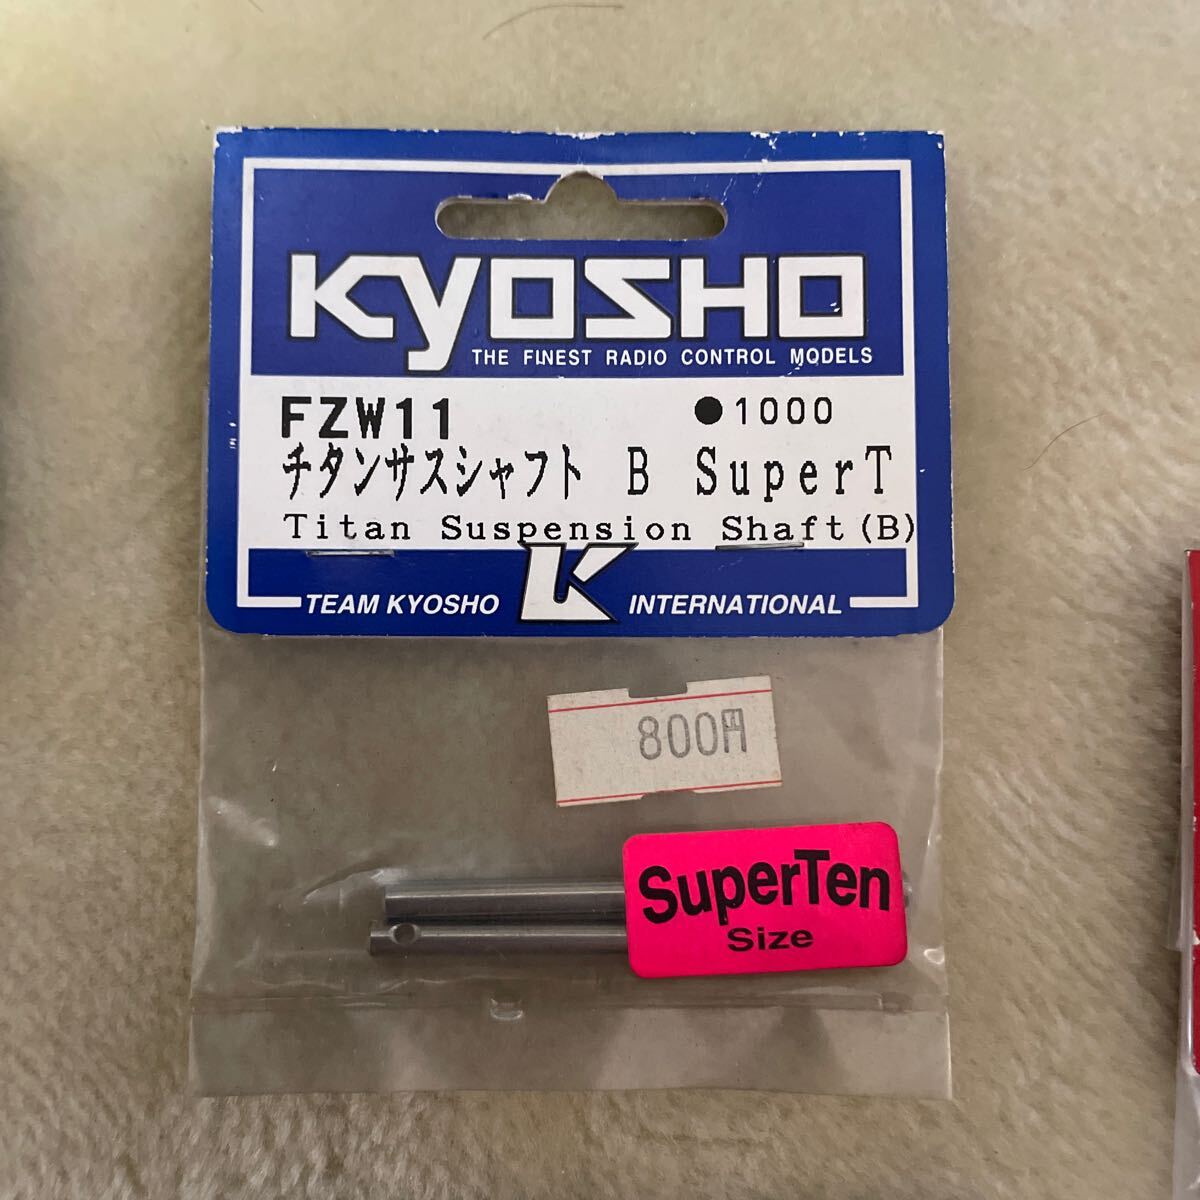 KYOSHO
THE FINEST RADIO CONTROL MODELS
FZW11 ●1000
チタンサスシャフト B SuperT
Titan Suspension Shaft (B)
TEAM KYOSHO K INTERNATIONAL
800円
SuperTen
Size